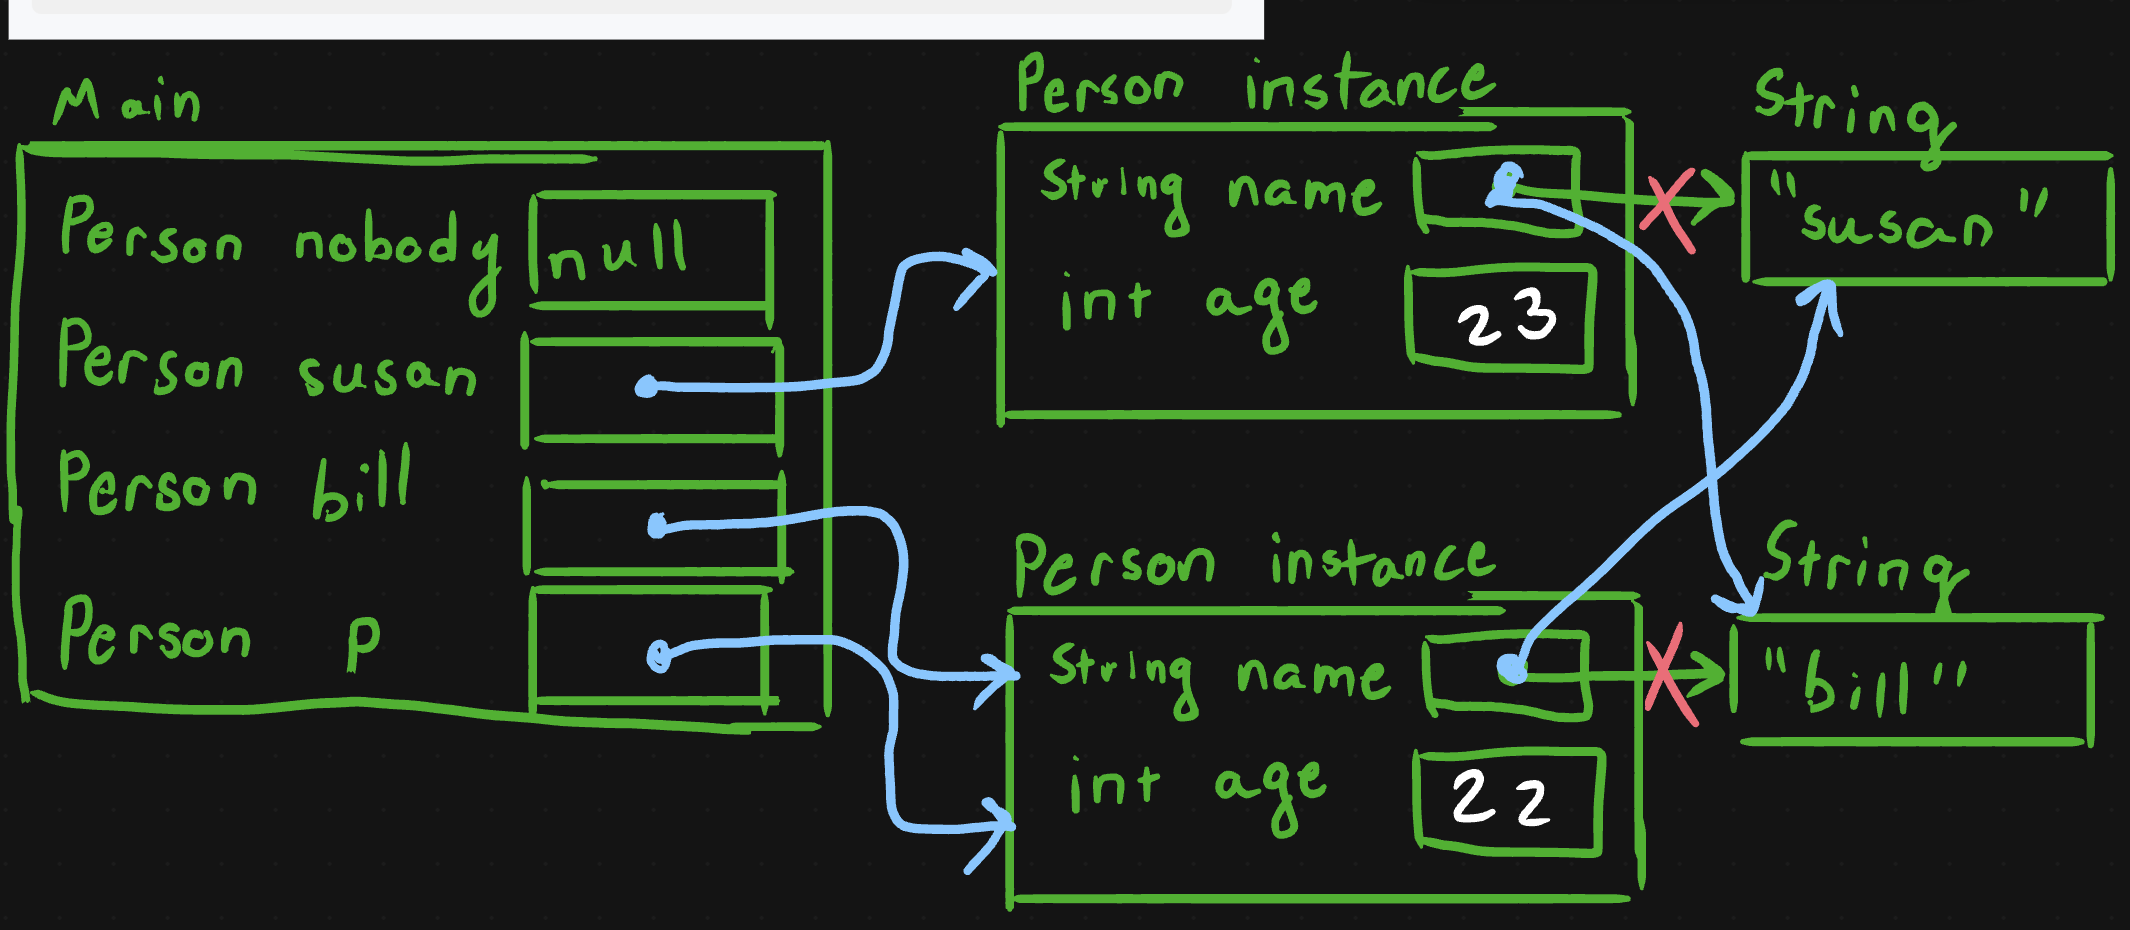 Main
Person nobody null
Person susan
Person bill
Person p
Person instance
String name
int age 23
String
"susan"
Person instance
String name
int age 22
String
"bill"